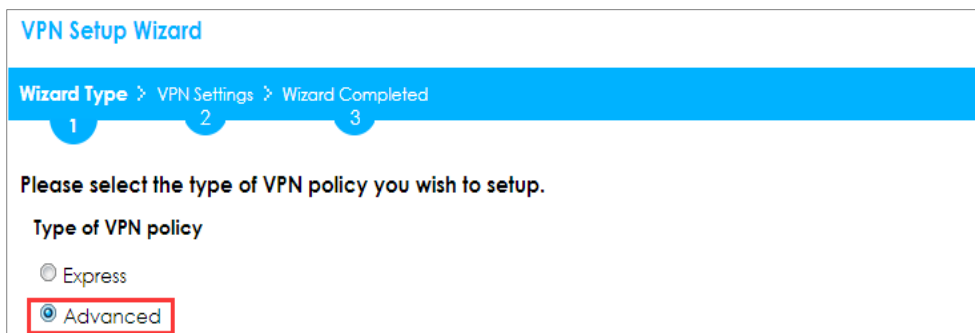 VPN Setup Wizard
Wizard Type > VPN Settings > Wizard Completed
1 2 3
Please select the type of VPN policy you wish to setup.
Type of VPN policy
Express
Advanced